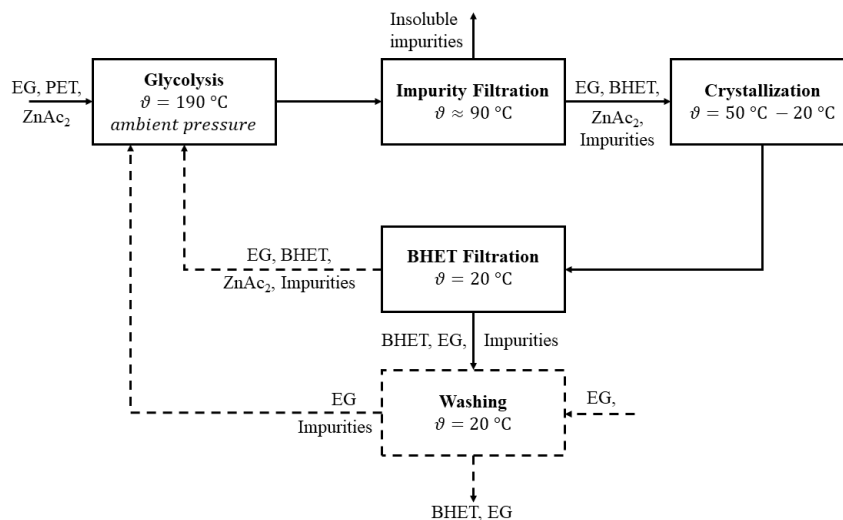 Insoluble
impurities
EG, PET,
ZnAc₂
Glycolysis
𝜗 = 190 °C
ambient pressure
Impurity Filtration
𝜗 ≈ 90 °C
EG, BHET,
ZnAc₂,
Impurities
Crystallization
𝜗 = 50 °C − 20 °C
EG, BHET,
ZnAc₂, Impurities
BHET Filtration
𝜗 = 20 °C
BHET, EG, Impurities
EG
Impurities
Washing
𝜗 = 20 °C
EG,
BHET, EG